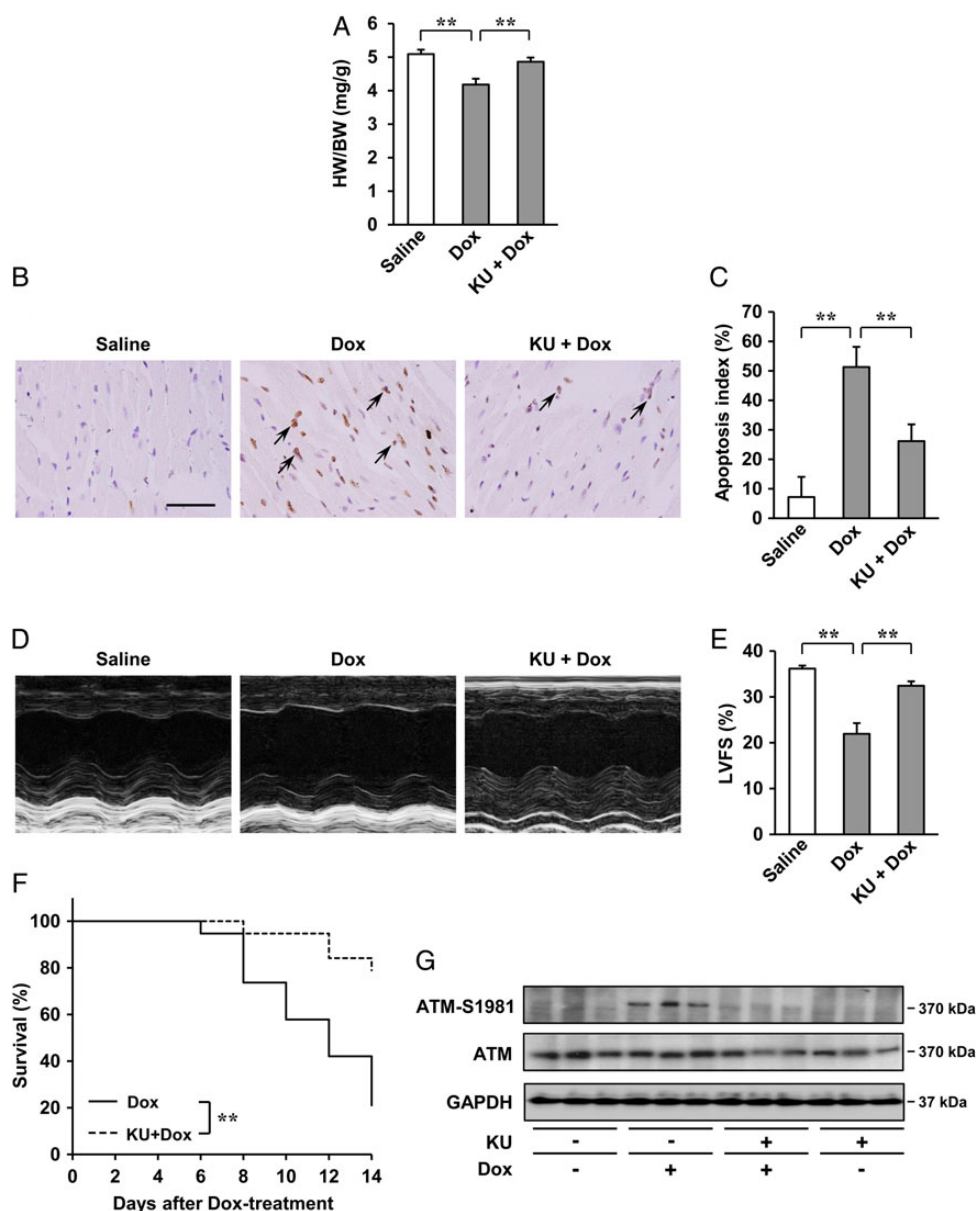 A
** **
HW/BW (mg/g)
6
5
4
3
2
1
0
Saline
Dox
KU + Dox
B
Saline Dox KU + Dox
C
** **
Apoptosis index (%)
70
60
50
40
30
20
10
0
Saline
Dox
KU + Dox
D
Saline Dox KU + Dox
E
** **
LVFS (%)
40
30
20
10
0
Saline
Dox
KU + Dox
F
Survival (%)
100
80
60
40
20
0
Dox
KU+Dox
**
0 2 4 6 8 10 12 14
Days after Dox-treatment
G
ATM-S1981 – 370 kDa
ATM – 370 kDa
GAPDH – 37 kDa
KU - - + +
Dox - + + -